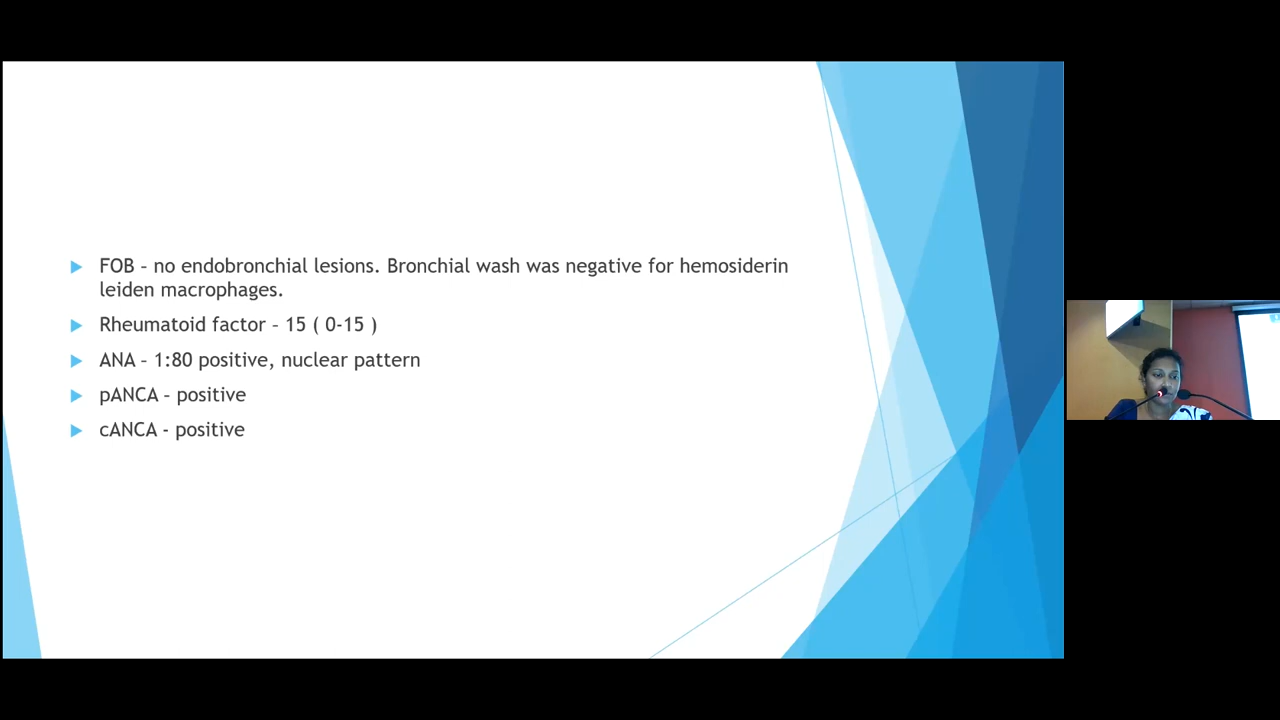 FOB – no endobronchial lesions. Bronchial wash was negative for hemosiderin
leiden macrophages.
Rheumatoid factor – 15 ( 0-15 )
ANA – 1:80 positive, nuclear pattern
pANCA – positive
cANCA - positive